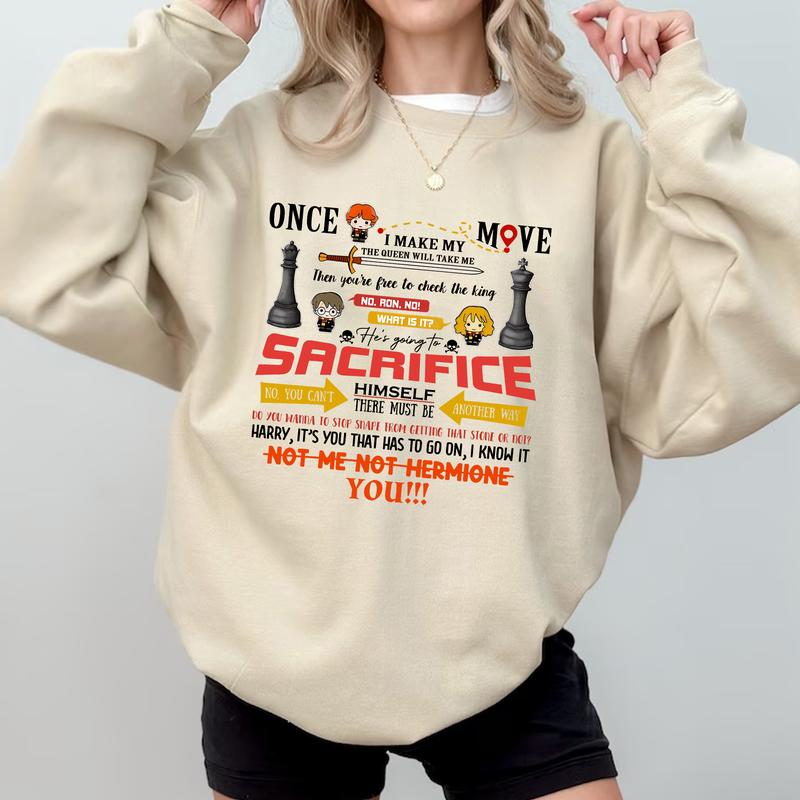 ONCE I MAKE MY MOVE
THE QUEEN WILL TAKE ME
Then you're free to check the king
NO, RON, NO!
WHAT IS IT?
He's going to
SACRIFICE
NO, YOU CAN'T HIMSELF
THERE MUST BE ANOTHER WAY
DO YOU WANNA TO STOP SNAPE FROM GETTING THAT STONE OR NOT?
HARRY, IT'S YOU THAT HAS TO GO ON, I KNOW IT
NOT ME NOT HERMIONE
YOU!!!